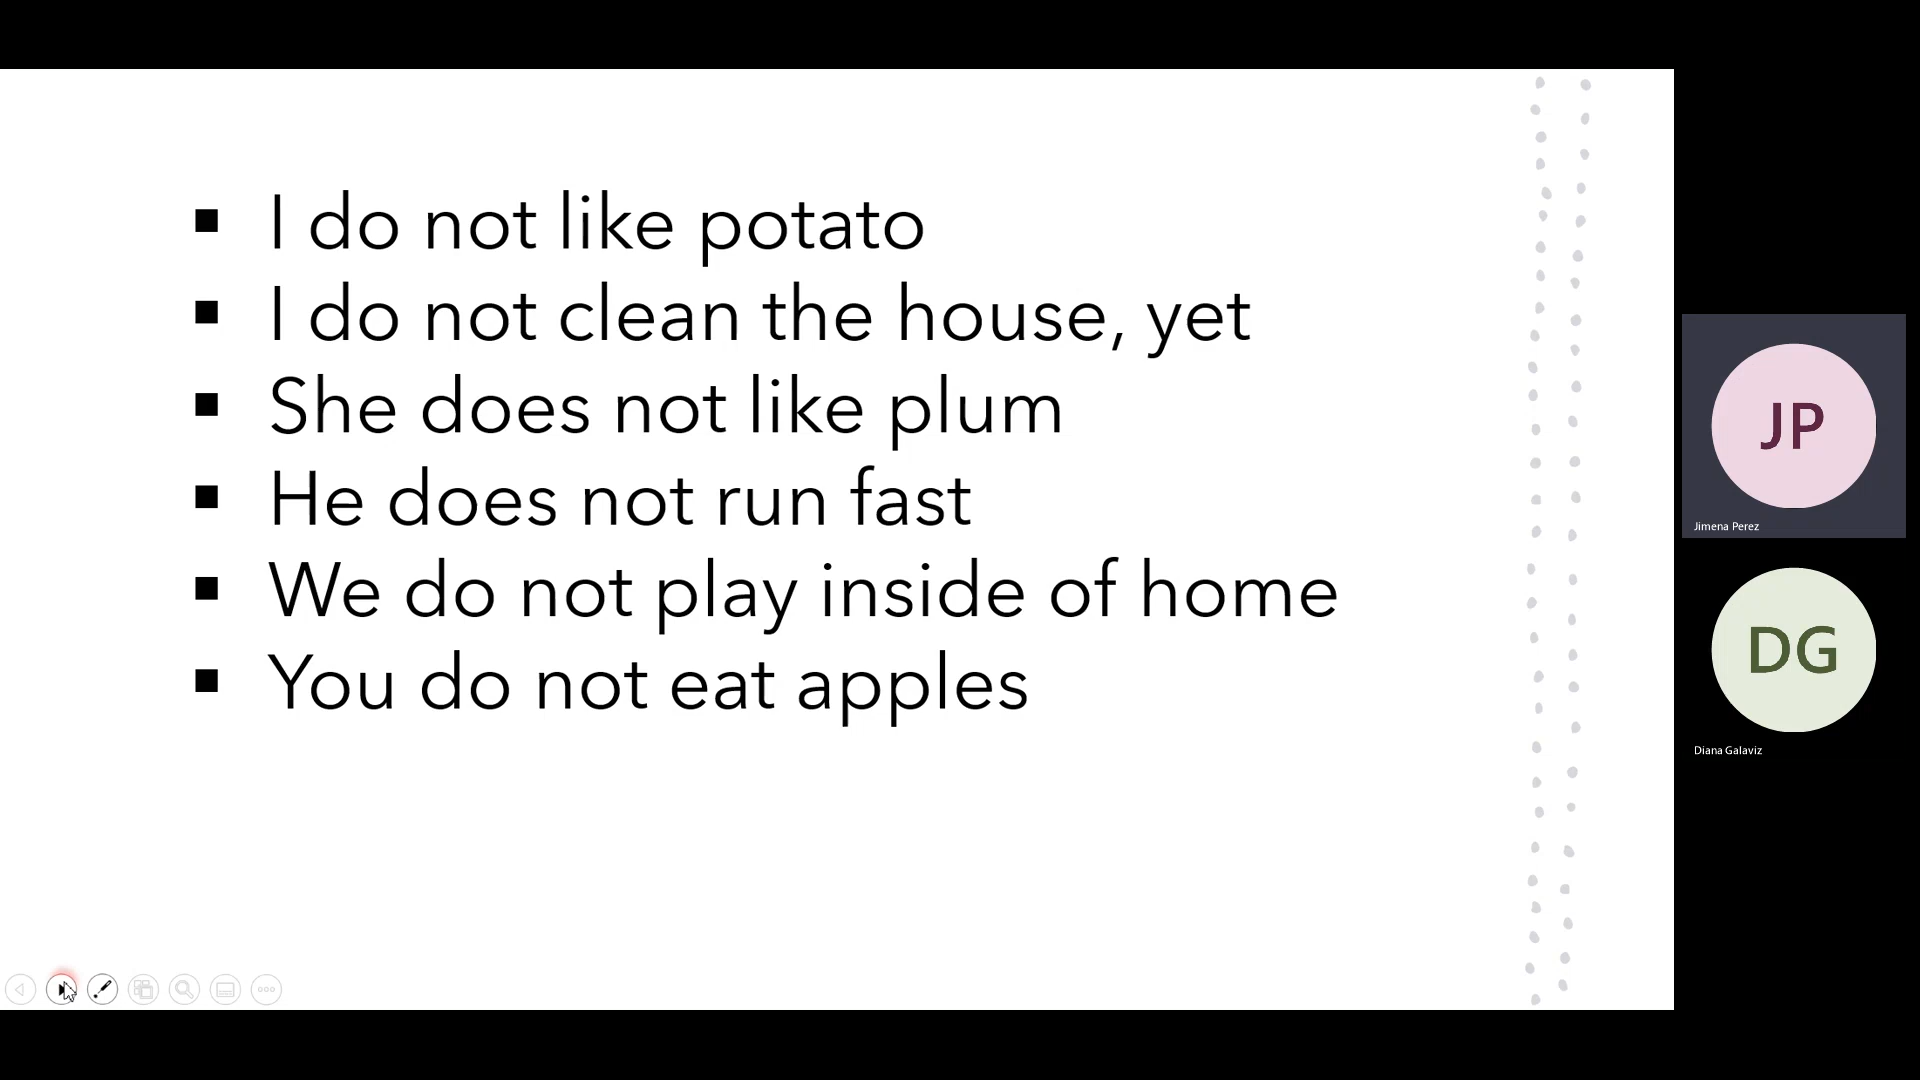 I do not like potato
I do not clean the house, yet
She does not like plum
He does not run fast
We do not play inside of home
You do not eat apples
JP
Jimena Perez
DG
Diana Galaviz